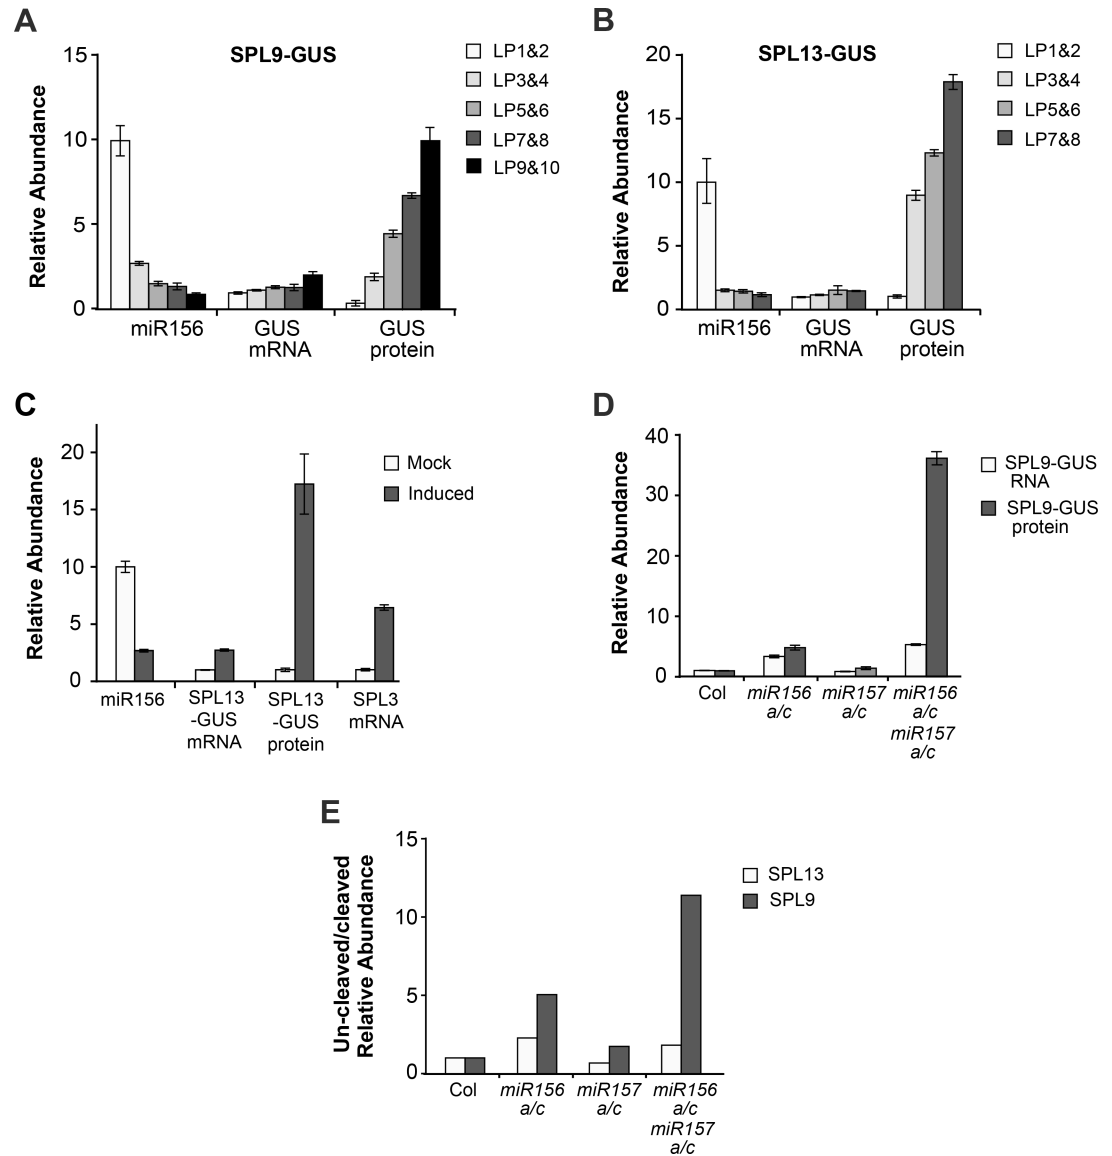 A
SPL9-GUS
Relative Abundance
15
10
5
0
miR156
GUS
mRNA
GUS
protein
LP1&2
LP3&4
LP5&6
LP7&8
LP9&10
B
SPL13-GUS
Relative Abundance
20
15
10
5
0
miR156
GUS
mRNA
GUS
protein
LP1&2
LP3&4
LP5&6
LP7&8
C
Relative Abundance
20
15
10
5
0
miR156
SPL13
-GUS
mRNA
SPL13
-GUS
protein
SPL3
mRNA
Mock
Induced
D
Relative Abundance
40
30
20
10
0
Col
miR156
a/c
miR157
a/c
miR156
a/c
miR157
a/c
SPL9-GUS
RNA
SPL9-GUS
protein
E
Un-cleaved/cleaved
Relative Abundance
15
10
5
0
Col
miR156
a/c
miR157
a/c
miR156
a/c
miR157
a/c
SPL13
SPL9